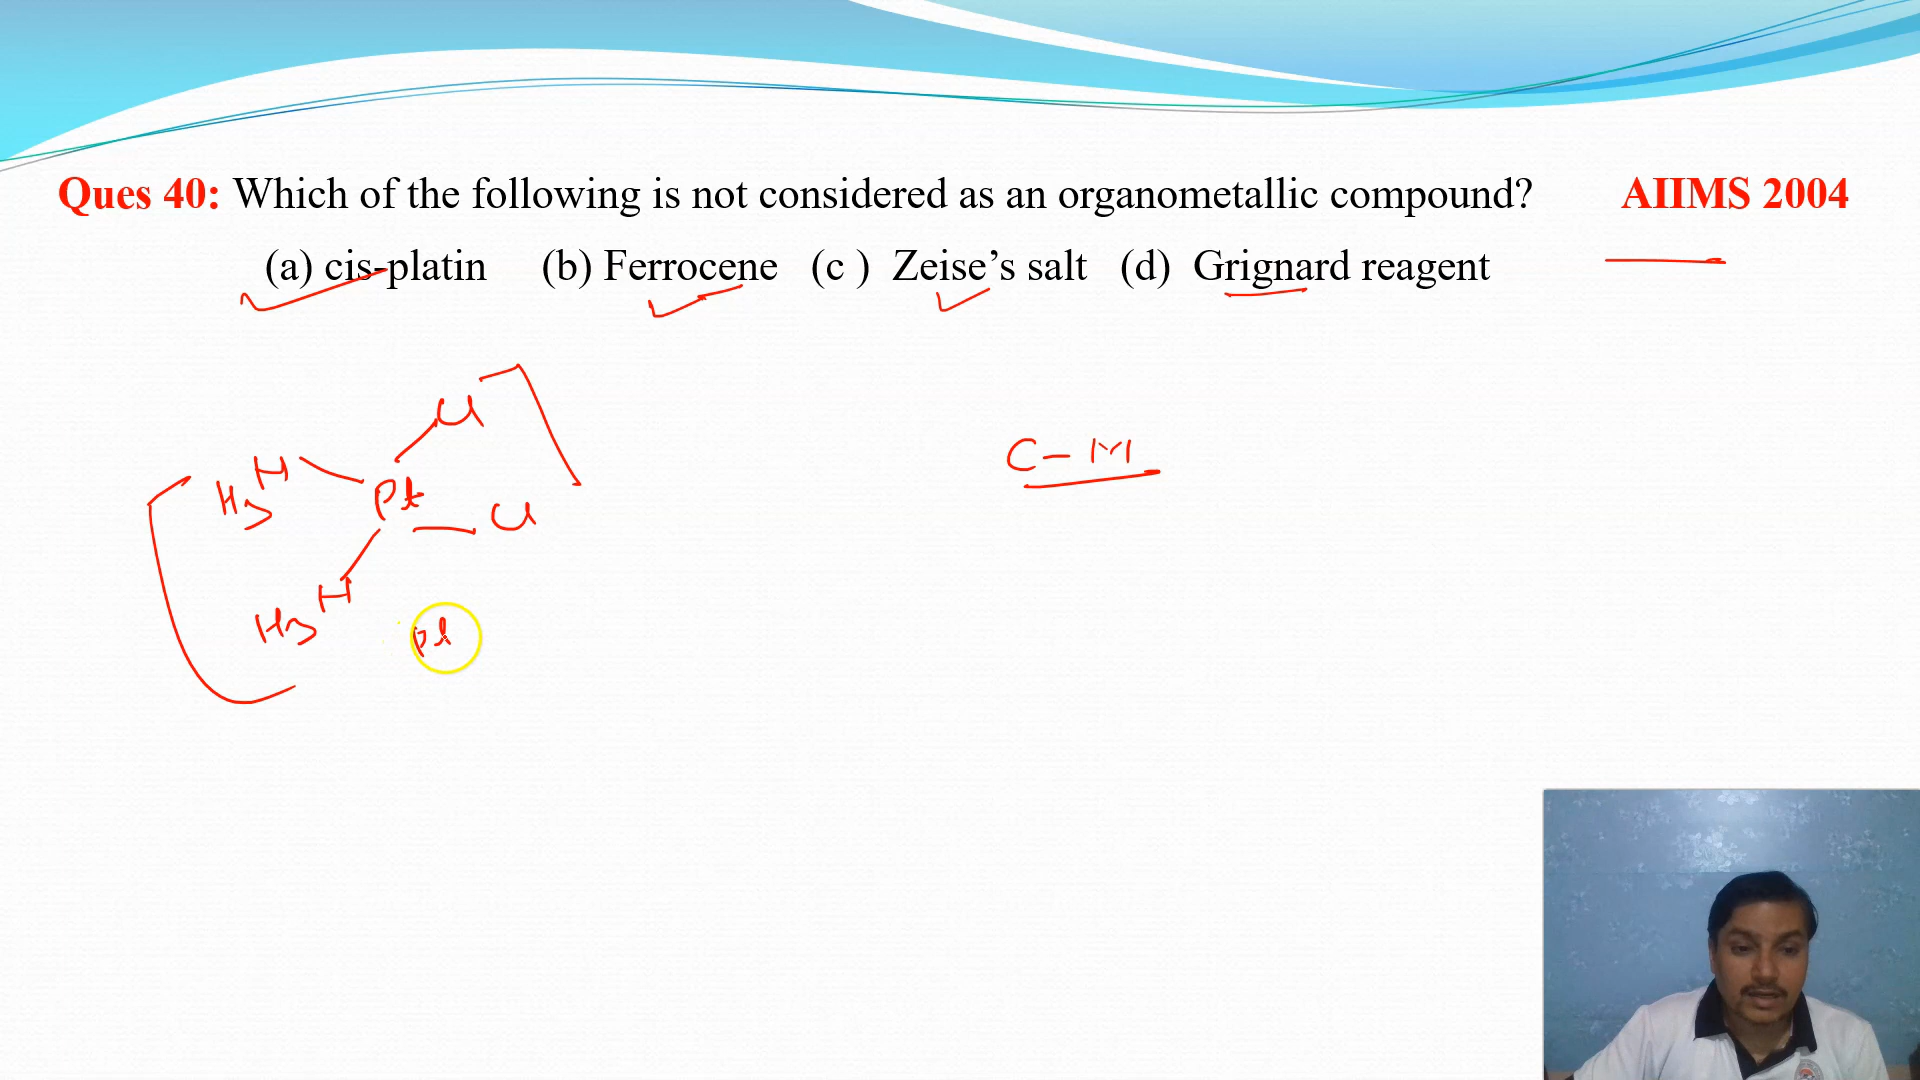 Ques 40: Which of the following is not considered as an organometallic compound? AIIMS 2004
(a) cis-platin (b) Ferrocene (c ) Zeise’s salt (d) Grignard reagent
Cl
C - M
H3N Pt Cl
H3N